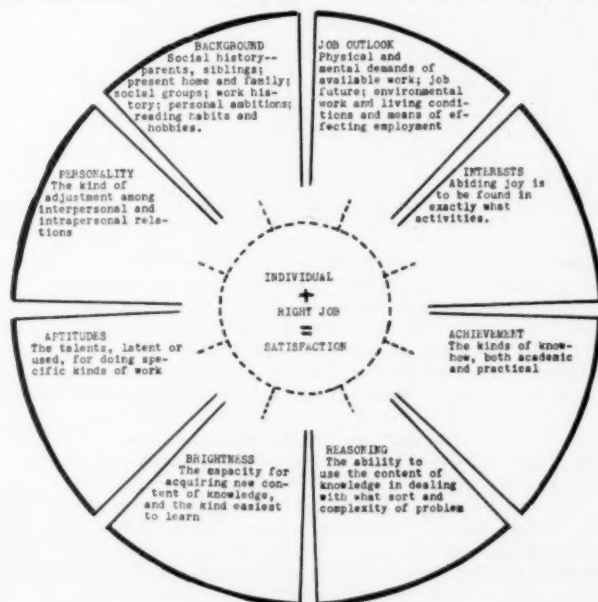 BACKGROUND
Social history--
parents, siblings;
present home and family;
social groups; work his-
tory; personal ambitions;
reading habits and
hobbies.
JOB OUTLOOK
Physical and
mental demands of
available work; job
future; environmental
work and living condi-
tions and means of ef-
fecting employment
PERSONALITY
The kind of
adjustment among
interpersonal and
intrapersonal rela-
tions
INTERESTS
Abiding joy is
to be found in
exactly what
activities.
INDIVIDUAL
+
RIGHT JOB
=
SATISFACTION
APTITUDES
The talents, latent or
used, for doing spe-
cific kinds of work
ACHIEVEMENT
The kinds of know-
how, both academic
and practical
BRIGHTNESS
The capacity for
acquiring new con-
tent of knowledge,
and the kind easiest
to learn
REASONING
The ability to
use the content of
knowledge in dealing
with what sort and
complexity of problem